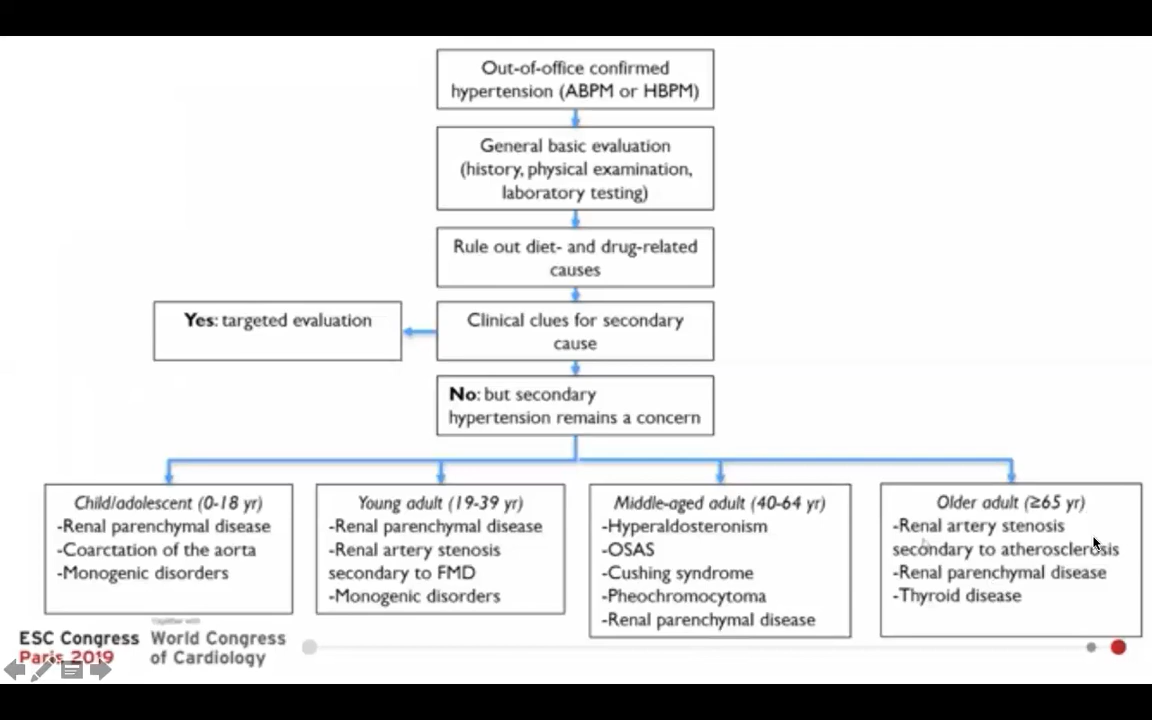 Out-of-office confirmed
hypertension (ABPM or HBPM)
General basic evaluation
(history, physical examination,
laboratory testing)
Rule out diet- and drug-related
causes
Yes: targeted evaluation
Clinical clues for secondary
cause
No: but secondary
hypertension remains a concern
Child/adolescent (0-18 yr)
-Renal parenchymal disease
-Coarctation of the aorta
-Monogenic disorders
Young adult (19-39 yr)
-Renal parenchymal disease
-Renal artery stenosis
secondary to FMD
-Monogenic disorders
Middle-aged adult (40-64 yr)
-Hyperaldosteronism
-OSAS
-Cushing syndrome
-Pheochromocytoma
-Renal parenchymal disease
Older adult (≥65 yr)
-Renal artery stenosis
secondary to atherosclerosis
-Renal parenchymal disease
-Thyroid disease
ESC Congress
Paris 2019
Together with
World Congress
of Cardiology